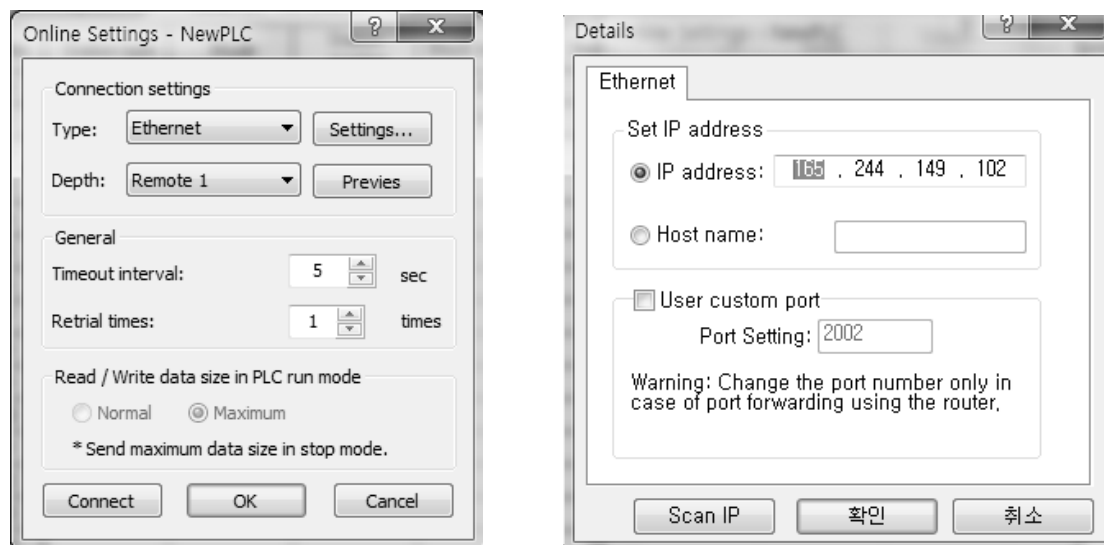 Online Settings - NewPLC
Connection settings
Type: Ethernet Settings...
Depth: Remote 1 Previes
General
Timeout interval: 5 sec
Retrial times: 1 times
Read / Write data size in PLC run mode
Normal Maximum
* Send maximum data size in stop mode.
Connect OK Cancel
Details
Ethernet
Set IP address
IP address: 165 . 244 . 149 . 102
Host name:
User custom port
Port Setting: 2002
Warning: Change the port number only in
case of port forwarding using the router,
Scan IP 확인 취소